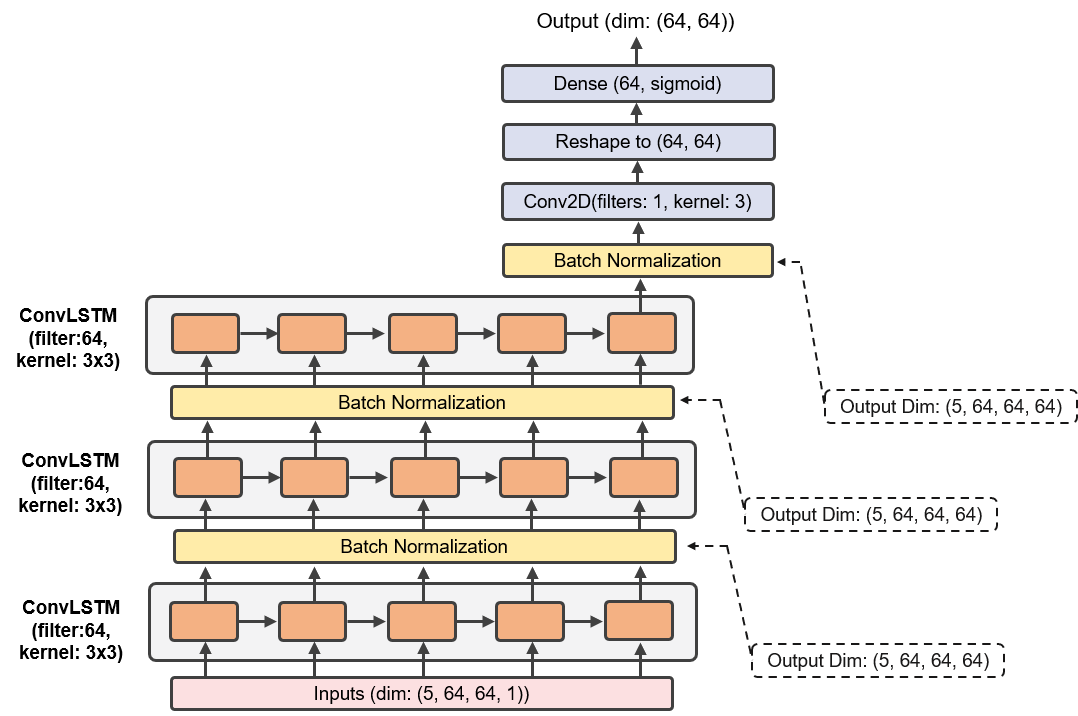 Output (dim: (64, 64))
Dense (64, sigmoid)
Reshape to (64, 64)
Conv2D(filters: 1, kernel: 3)
Batch Normalization
ConvLSTM
(filter:64,
kernel: 3x3)
Batch Normalization
Output Dim: (5, 64, 64, 64)
ConvLSTM
(filter:64,
kernel: 3x3)
Output Dim: (5, 64, 64, 64)
Batch Normalization
ConvLSTM
(filter:64,
kernel: 3x3)
Output Dim: (5, 64, 64, 64)
Inputs (dim: (5, 64, 64, 1))